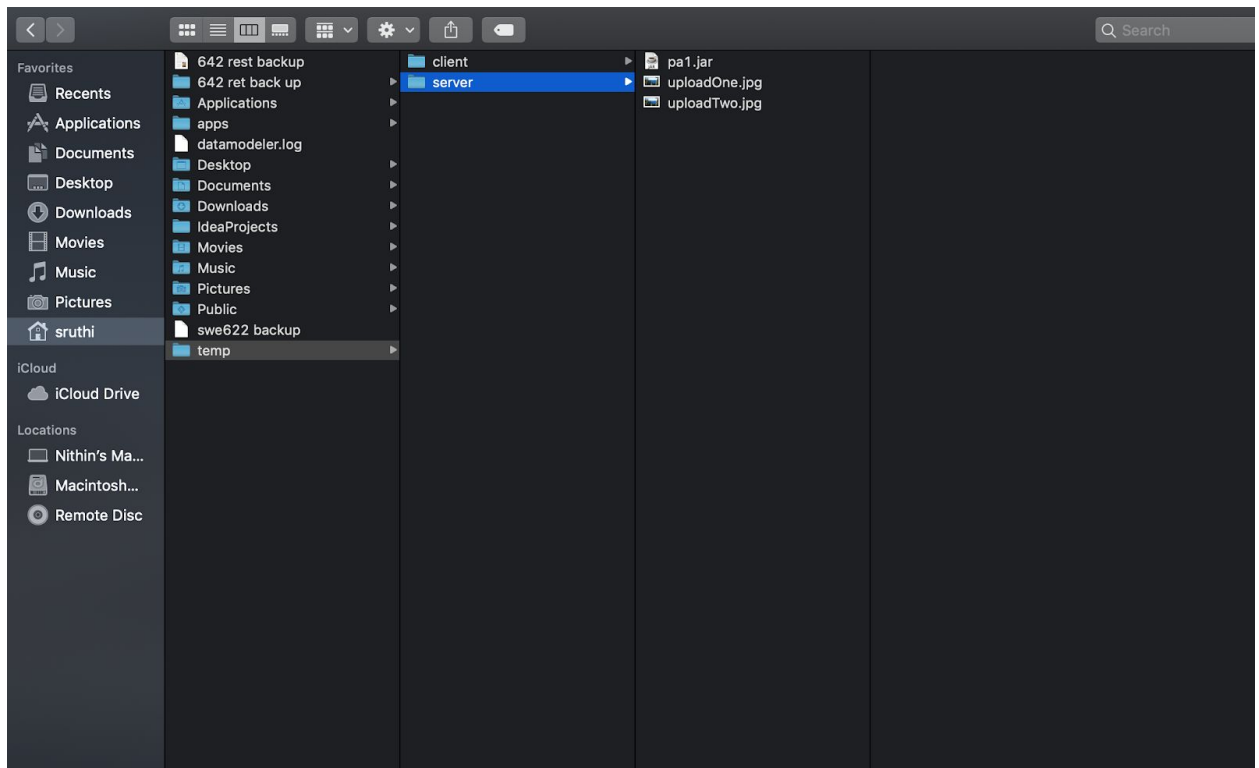 Search
Favorites
Recents
Applications
Documents
Desktop
Downloads
Movies
Music
Pictures
sruthi
iCloud
iCloud Drive
Locations
Nithin's Ma...
Macintosh...
Remote Disc
642 rest backup
642 ret back up
Applications
apps
datamodeler.log
Desktop
Documents
Downloads
IdeaProjects
Movies
Music
Pictures
Public
swe622 backup
temp
client
server
pa1.jar
uploadOne.jpg
uploadTwo.jpg